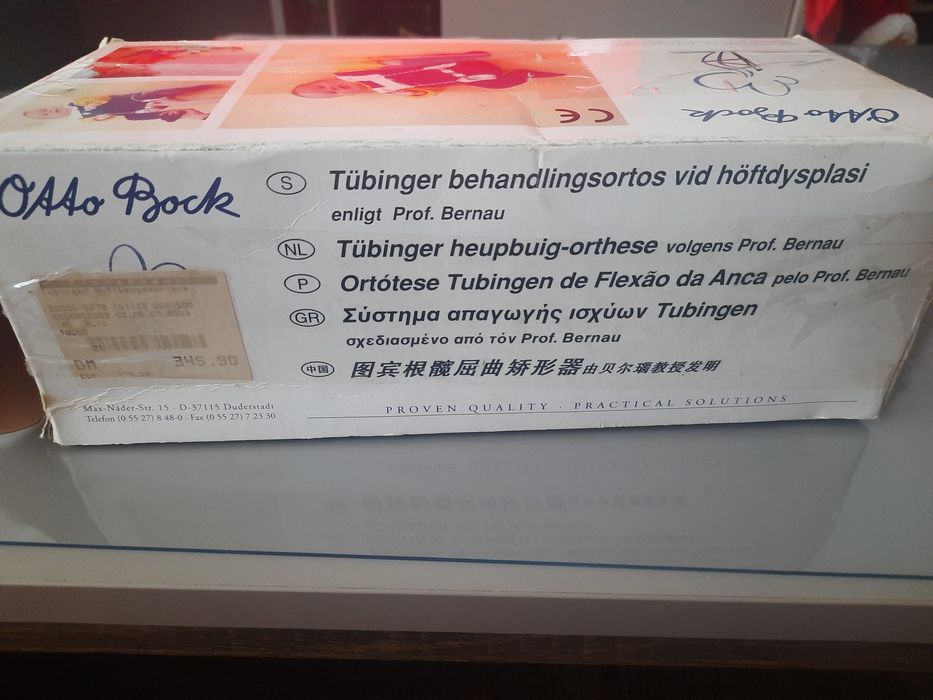 CE
Otto Bock
Otto Bock
S Tübinger behandlingsortos vid höftdysplasi
enligt Prof. Bernau
NL Tübinger heupbuig-orthese volgens Prof. Bernau
P Ortótese Tubingen de Flexão da Anca pelo Prof. Bernau
GR Σύστημα απαγωγής ισχύων Tubingen
σχεδιασμένο από τόν Prof. Bernau
中国 图宾根髋屈曲矫形器由贝尔瑙教授发明
DM 345.90
Max-Näder-Str. 15 · D-37115 Duderstadt
Telefon (0 55 27) 8 48-0 · Fax (0 55 27) 7 23 30
PROVEN QUALITY · PRACTICAL SOLUTIONS